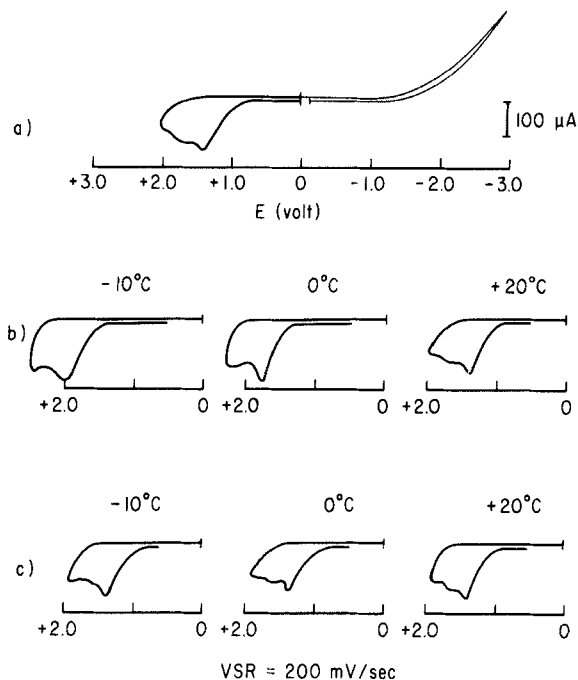 a)
100 μA
+3.0 +2.0 +1.0 0 -1.0 -2.0 -3.0
E (volt)
-10°C 0°C +20°C
b)
+2.0 0 +2.0 0 +2.0 0
-10°C 0°C +20°C
c)
+2.0 0 +2.0 0 +2.0 0
VSR = 200 mV/sec